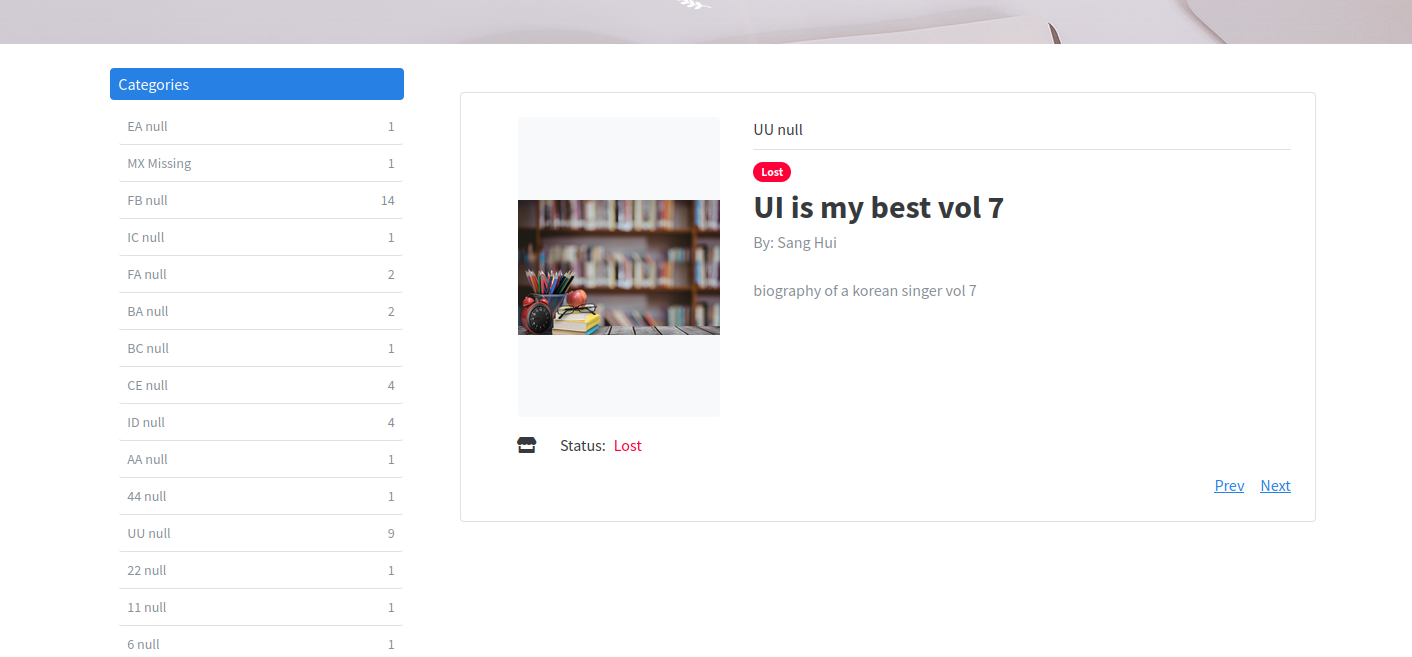 Categories
EA null 1
MX Missing 1
FB null 14
IC null 1
FA null 2
BA null 2
BC null 1
CE null 4
ID null 4
AA null 1
44 null 1
UU null 9
22 null 1
11 null 1
6 null 1
UU null
Lost
UI is my best vol 7
By: Sang Hui
biography of a korean singer vol 7
Status: Lost
Prev Next